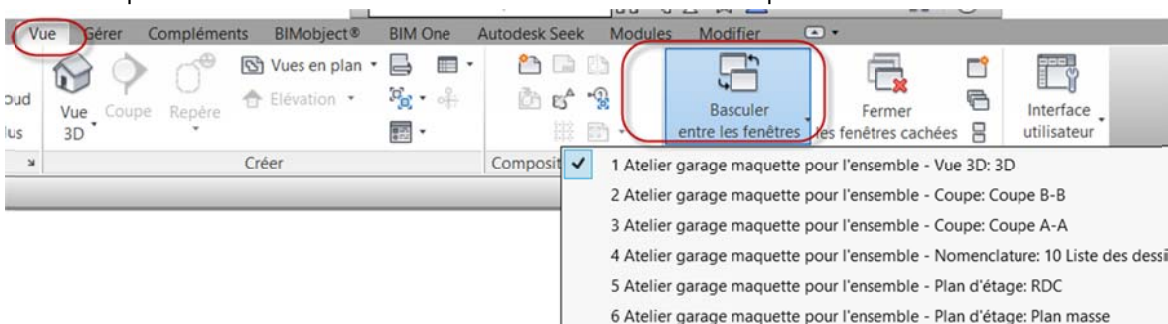 Vue Gérer Compléments BIMobject® BIM One Autodesk Seek Modules Modifier
Vues en plan
Elévation
Vue 3D
Coupe
Repère
Basculer
entre les fenêtres
Fermer
les fenêtres cachées
Interface
utilisateur
Créer
1 Atelier garage maquette pour l'ensemble - Vue 3D: 3D
2 Atelier garage maquette pour l'ensemble - Coupe: Coupe B-B
3 Atelier garage maquette pour l'ensemble - Coupe: Coupe A-A
4 Atelier garage maquette pour l'ensemble - Nomenclature: 10 Liste des dessi
5 Atelier garage maquette pour l'ensemble - Plan d'étage: RDC
6 Atelier garage maquette pour l'ensemble - Plan d'étage: Plan masse